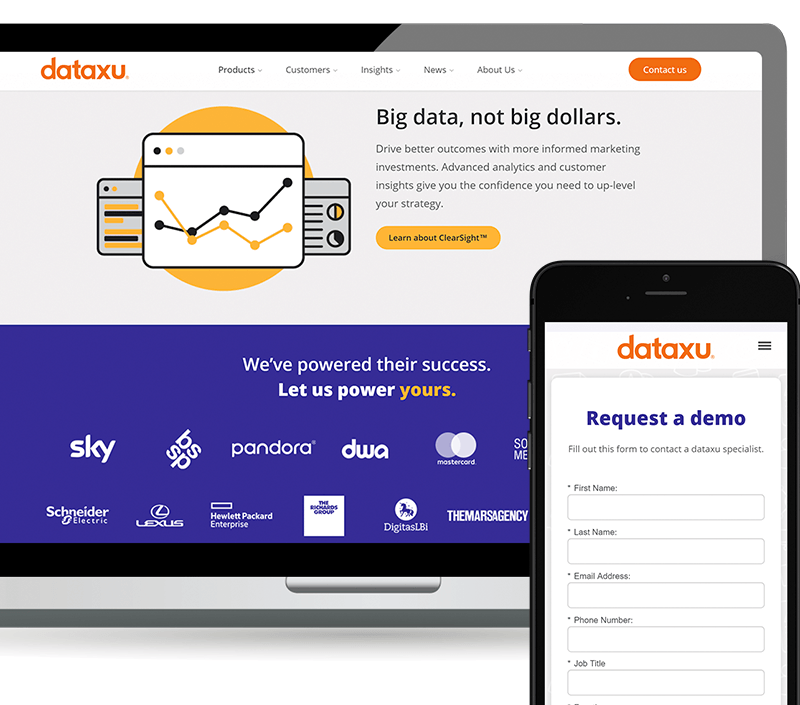 dataxu
Products
Customers
Insights
News
About Us
Contact us
Big data, not big dollars.
Drive better outcomes with more informed marketing
investments. Advanced analytics and customer
insights give you the confidence you need to up-level
your strategy.
Learn about ClearSight™
We've powered their success.
Let us power yours.
sky
bssp
pandora®
dwa
mastercard.
SO
ME
Schneider
Electric
LEXUS
Hewlett Packard
Enterprise
THE
RICHARDS
GROUP
DigitasLBi
THEMARSAGENCY
dataxu
Request a demo
Fill out this form to contact a dataxu specialist.
* First Name:
* Last Name:
* Email Address:
* Phone Number:
* Job Title